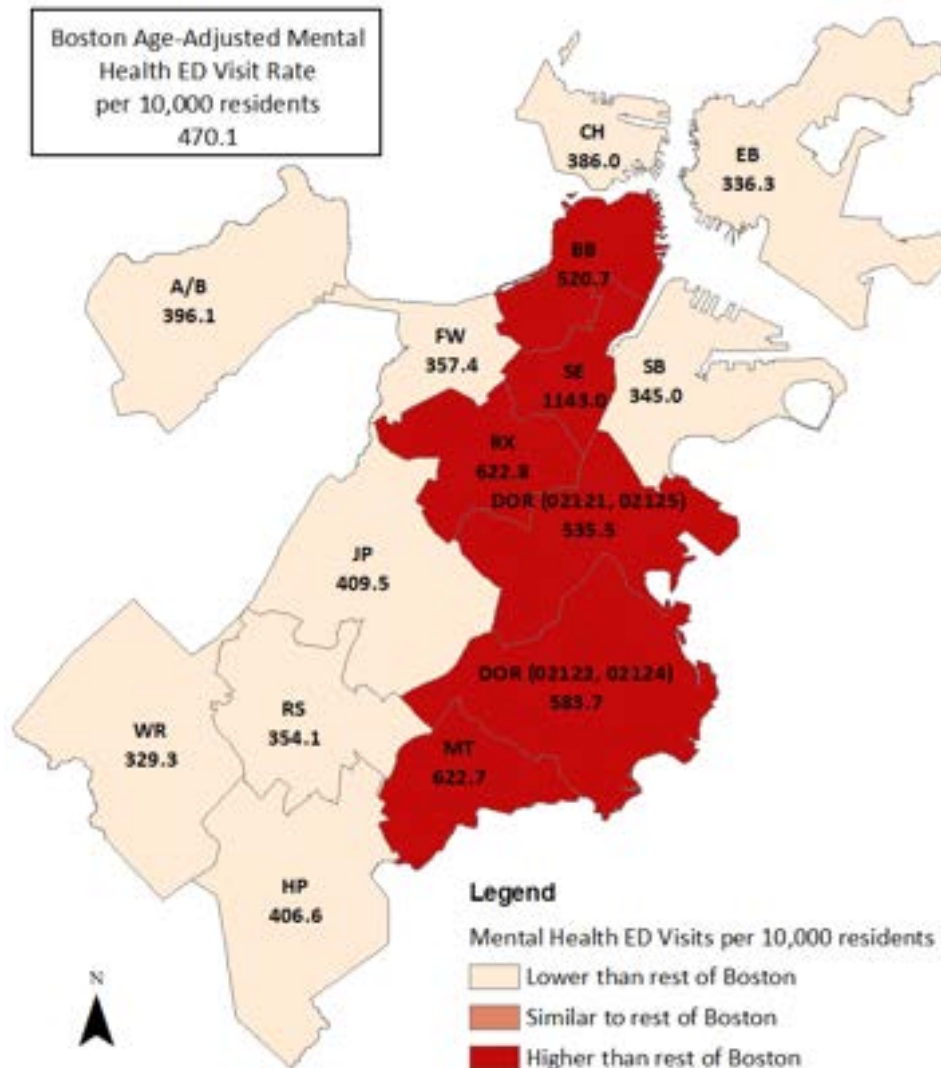 Boston Age-Adjusted Mental
Health ED Visit Rate
per 10,000 residents
470.1
CH
386.0
EB
336.3
BB
520.7
A/B
396.1
FW
357.4
SB
345.0
SE
1143.0
RX
622.8
DOR (02121, 02125)
535.5
JP
409.5
DOR (02122, 02124)
583.7
RS
354.1
WR
329.3
MT
622.7
HP
406.6
N
Legend
Mental Health ED Visits per 10,000 residents
Lower than rest of Boston
Similar to rest of Boston
Higher than rest of Boston